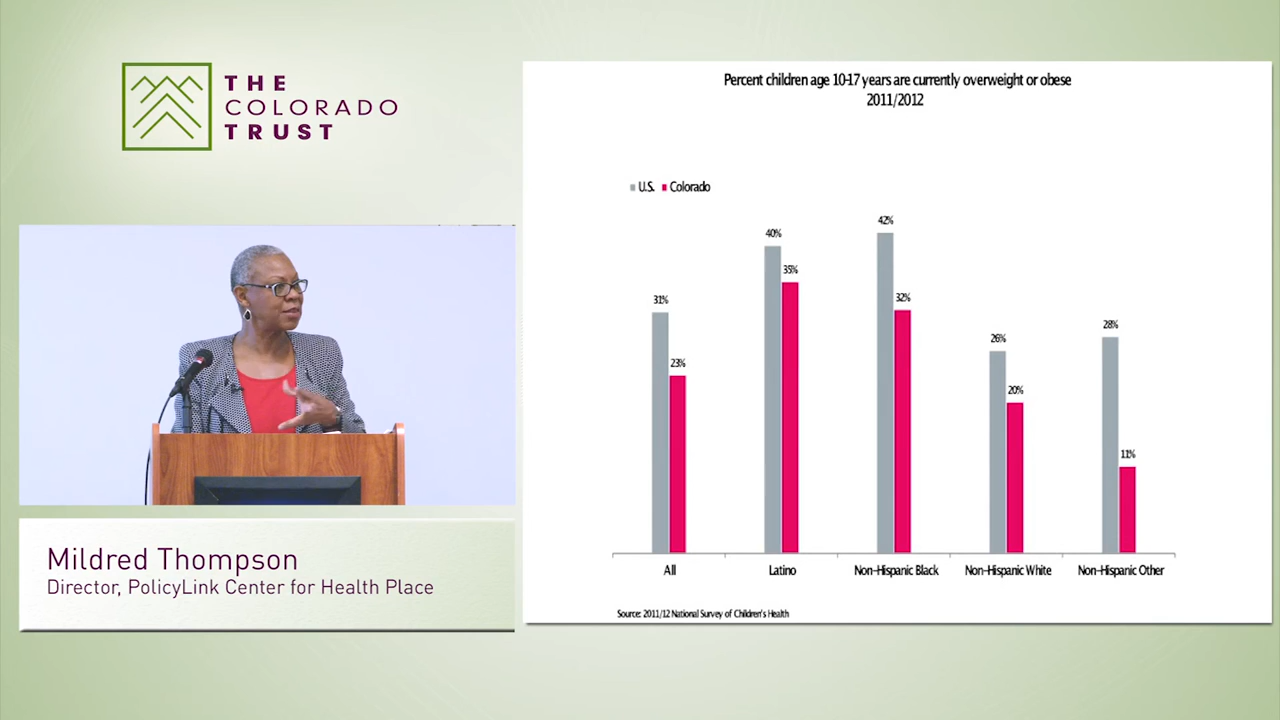 THE
COLORADO
TRUST
Mildred Thompson
Director, PolicyLink Center for Health Place
Percent children age 10-17 years are currently overweight or obese
2011/2012
U.S. Colorado
31%
23%
40%
35%
42%
32%
26%
20%
28%
11%
All
Latino
Non-Hispanic Black
Non-Hispanic White
Non-Hispanic Other
Source: 2011/12 National Survey of Children's Health